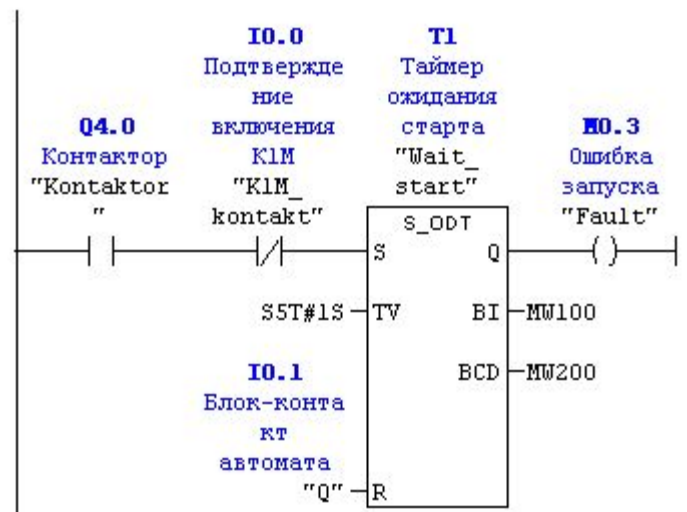 I0.0
Подтвержде
ние
включения
K1M
"K1M_
kontakt"
T1
Таймер
ожидания
старта
"Wait_
start"
Q4.0
Контактор
"Kontaktor
"
M0.3
Ошибка
запуска
"Fault"
S_ODT
S
Q
S5T#1S
TV
BI
MW100
BCD
MW200
I0.1
Блок-конта
кт
автомата
"Q"
R